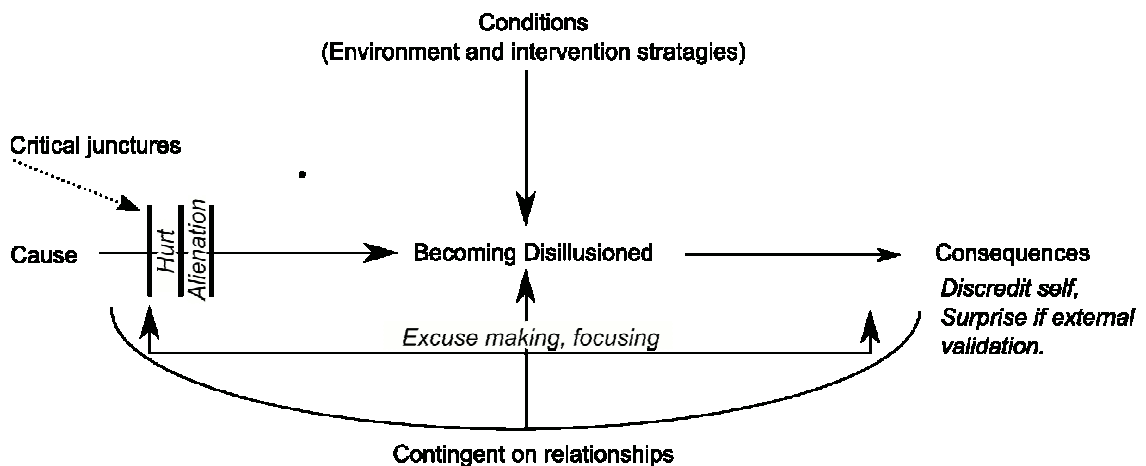 Conditions
(Environment and intervention stratagies)
Critical junctures
Cause
Hurt
Alienation
Becoming Disillusioned
Consequences
Discredit self,
Surprise if external
validation.
Excuse making, focusing
Contingent on relationships